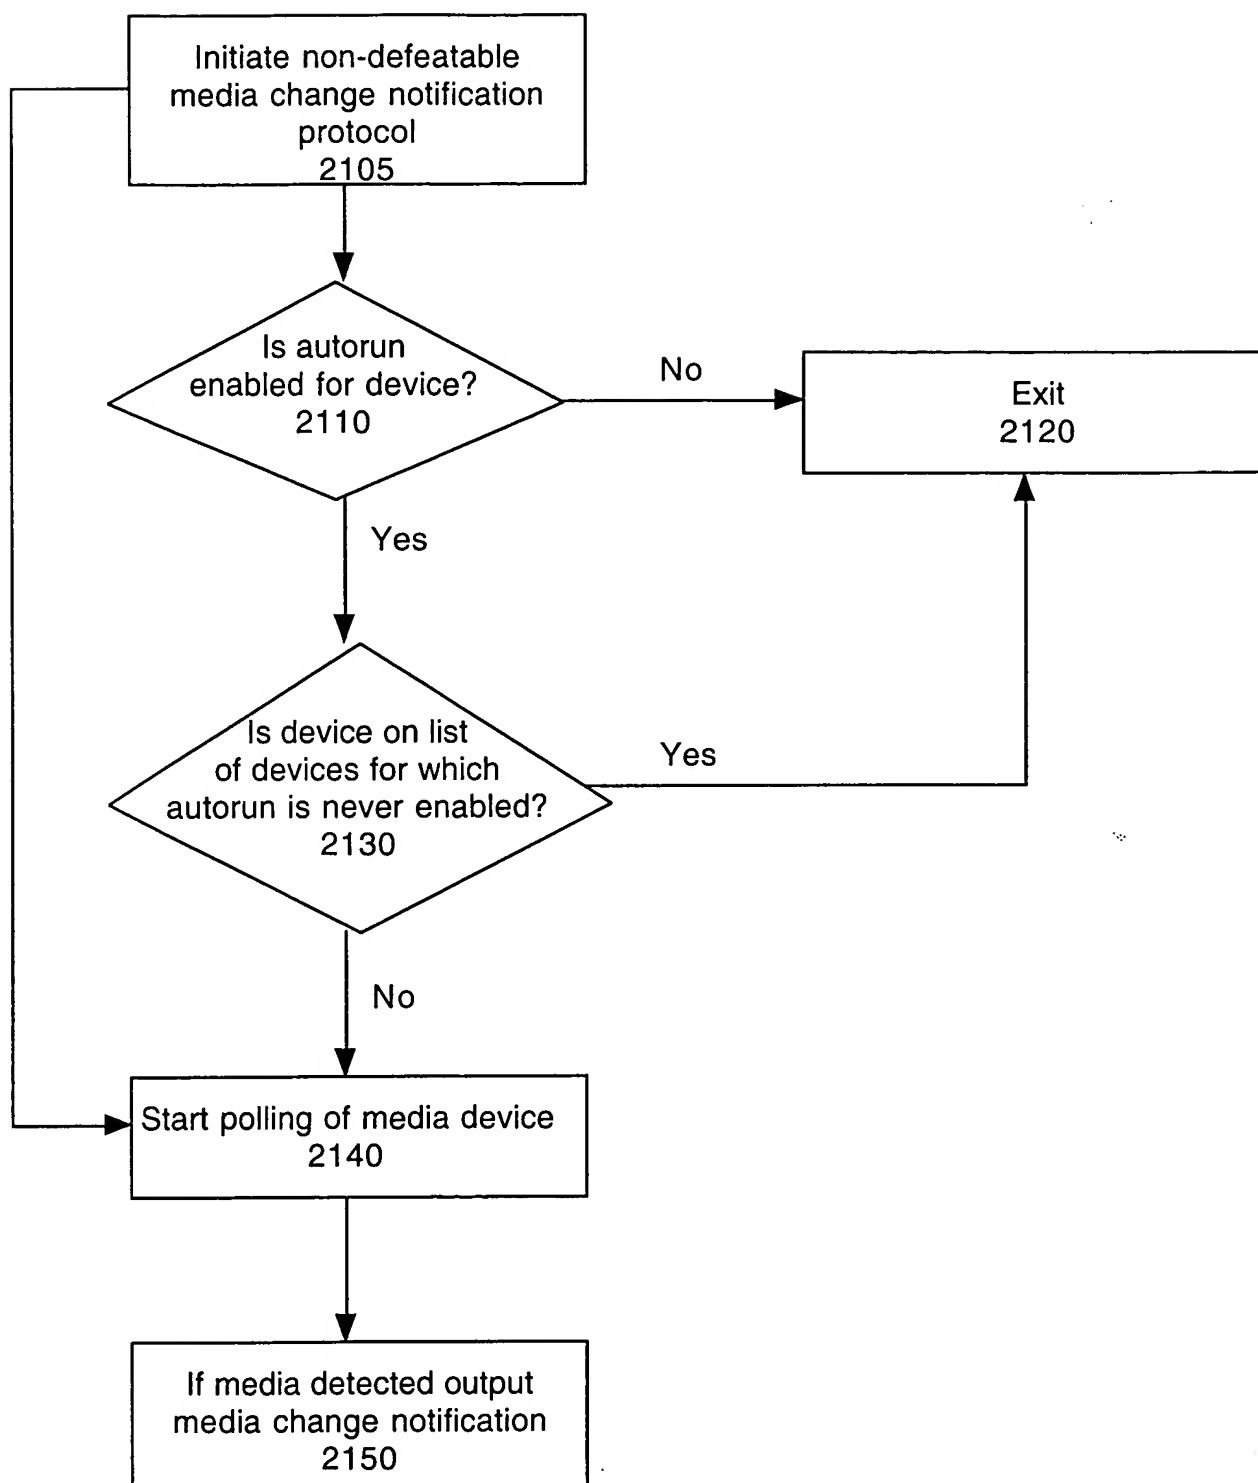 Initiate non-defeatable
media change notification
protocol
2105
Is autorun
enabled for device?
2110
No
Exit
2120
Yes
Is device on list
of devices for which
autorun is never enabled?
2130
Yes
No
Start polling of media device
2140
If media detected output
media change notification
2150